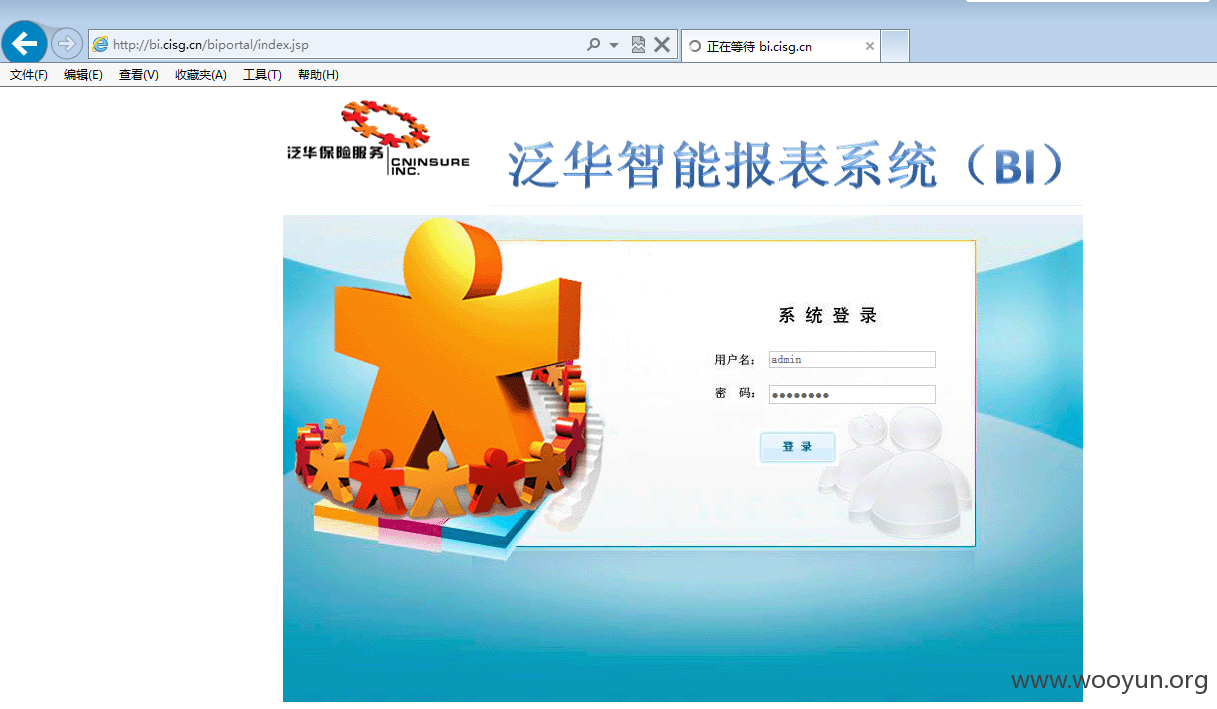 http://bi.cisg.cn/biportal/index.jsp
正在等待 bi.cisg.cn
文件(F) 编辑(E) 查看(V) 收藏夹(A) 工具(T) 帮助(H)
泛华保险服务 CNINSURE INC.
泛华智能报表系统（BI）
系统登录
用户名： admin
密 码： ●●●●●●●●
登 录
www.wooyun.org